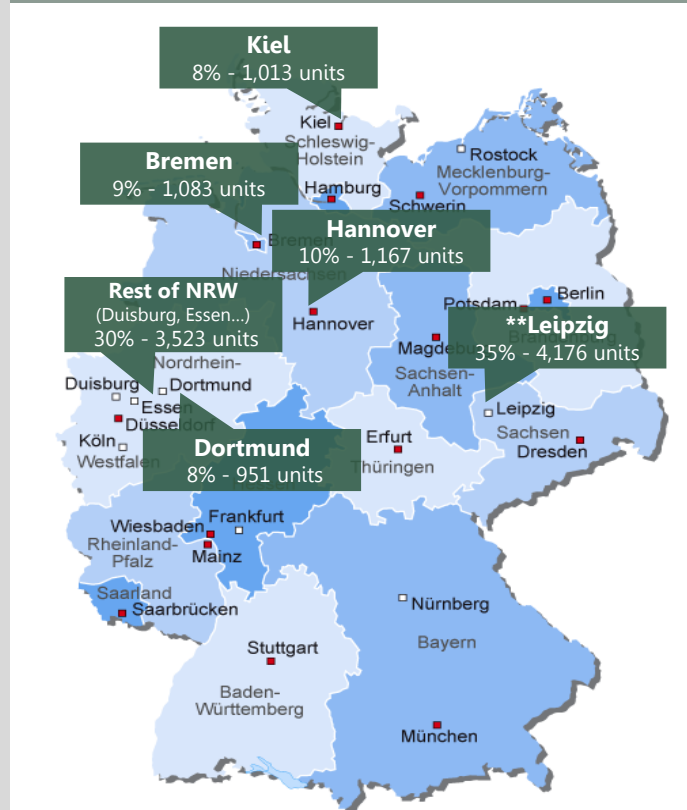 Kiel
8% - 1,013 units
Kiel
Schleswig-
Holstein
Rostock
Mecklenburg-
Vorpommern
Bremen
9% - 1,083 units
Hamburg
Schwerin
Bremen
Hannover
10% - 1,167 units
Niedersachsen
Rest of NRW
(Duisburg, Essen...)
30% - 3,523 units
Hannover
Potsdam
Berlin
Brandenburg
**Leipzig
35% - 4,176 units
Magdebu
Sachsen-
Anhalt
Nordrhein-
Duisburg
Dortmund
Essen
Düsseldorf
Köln
Westfalen
Leipzig
Sachsen
Dresden
Dortmund
8% - 951 units
Erfurt
Thüringen
Wiesbaden
Frankfurt
Rheinland-
Pfalz
Mainz
Saarland
Saarbrücken
Nürnberg
Bayern
Stuttgart
Baden-
Württemberg
München